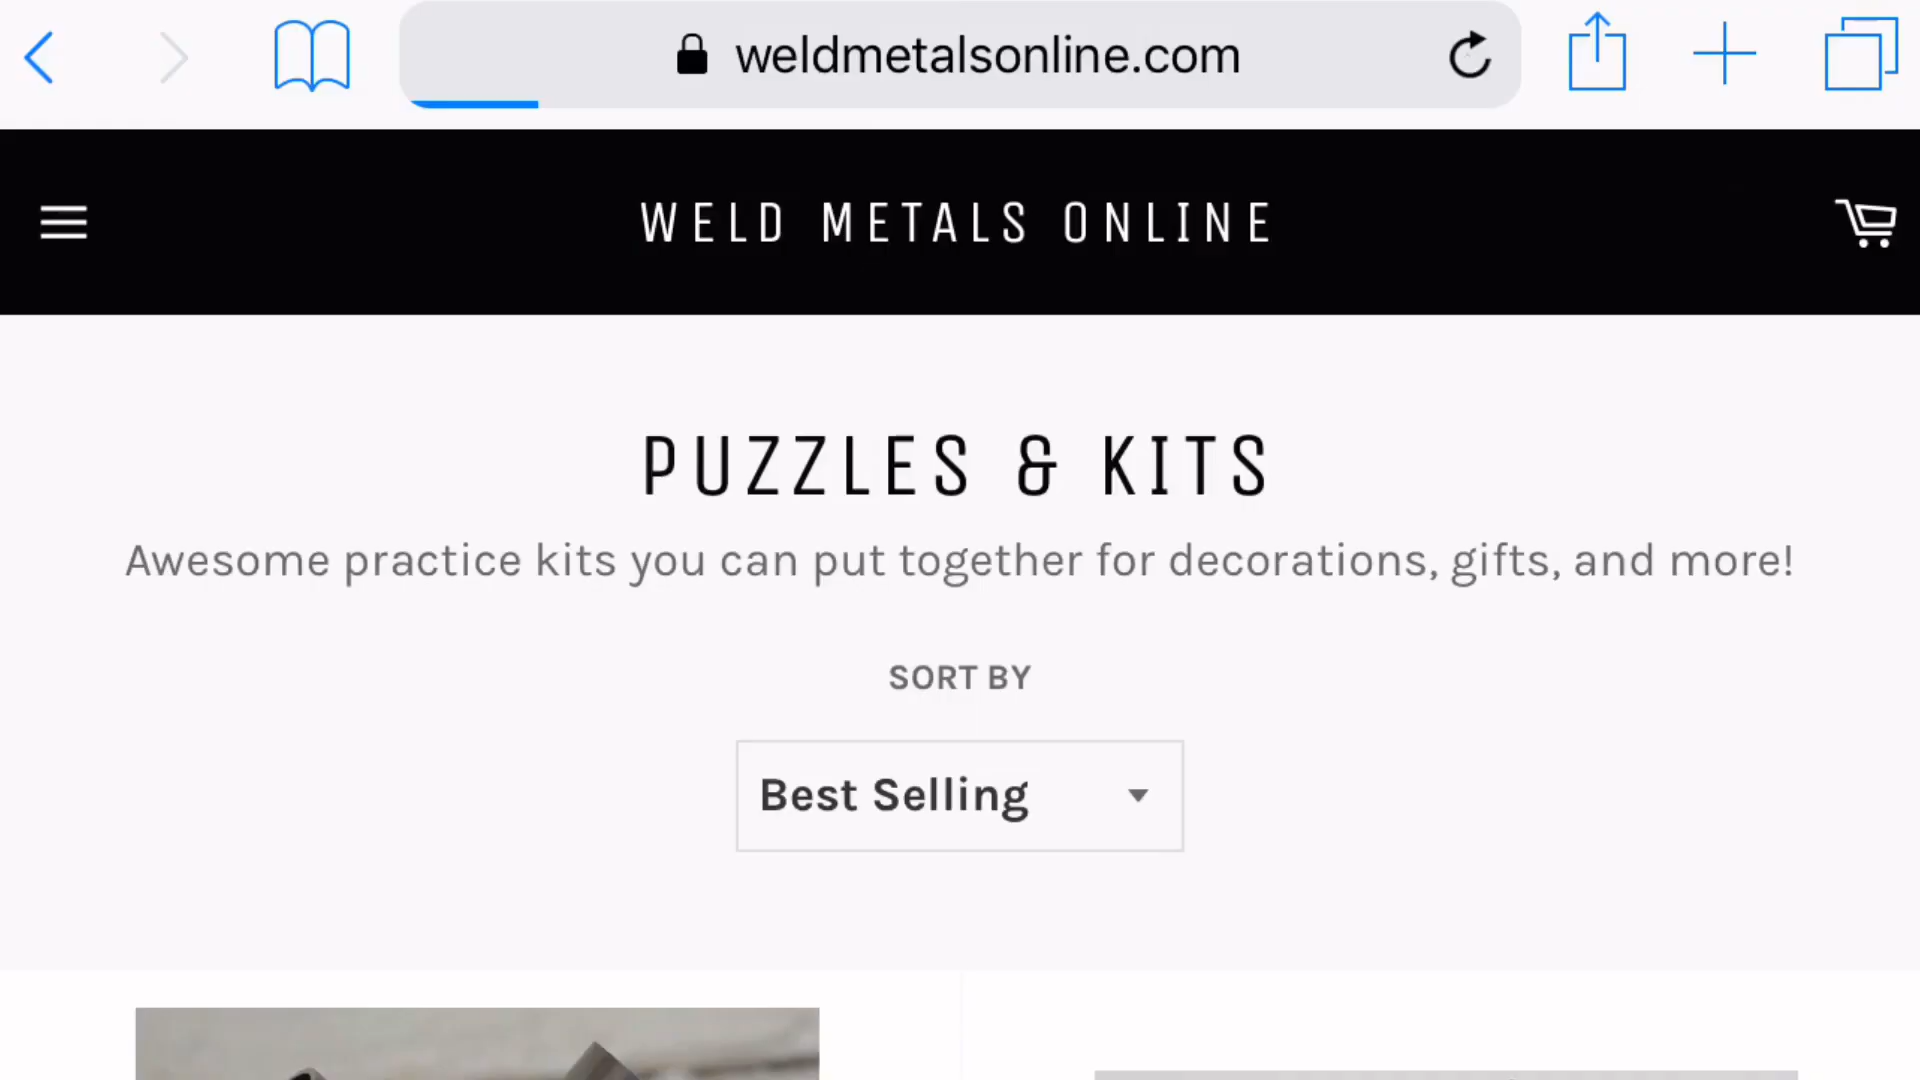 weldmetalsonline.com
WELD METALS ONLINE
PUZZLES & KITS
Awesome practice kits you can put together for decorations, gifts, and more!
SORT BY
Best Selling